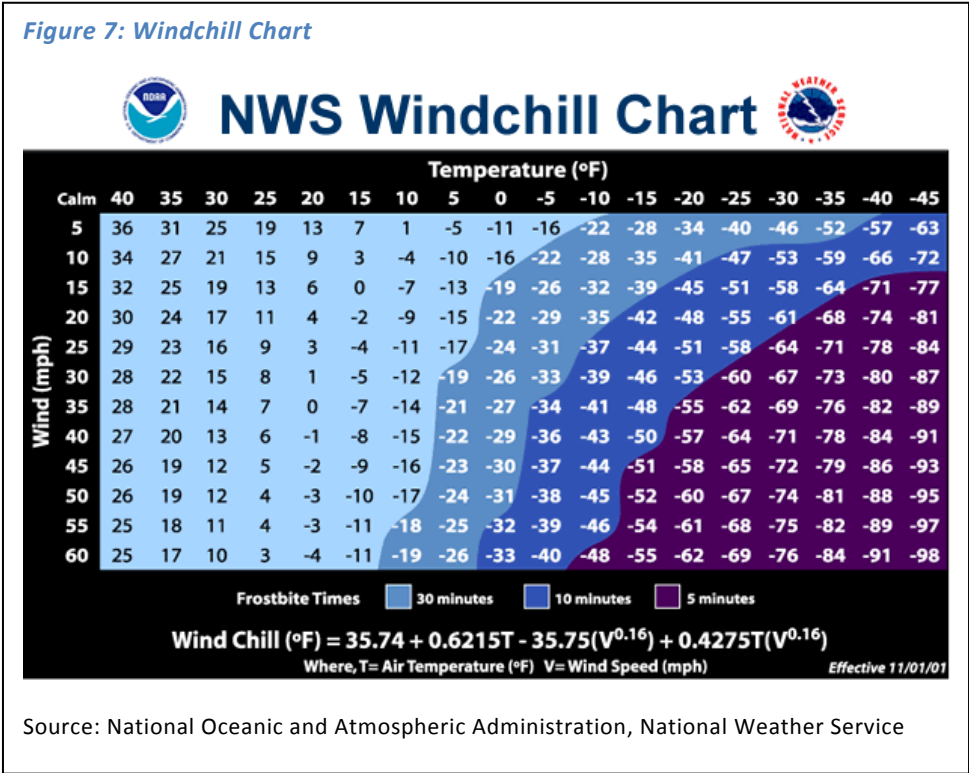 Figure 7: Windchill Chart
NOAA
NWS Windchill Chart
NATIONAL WEATHER SERVICE
Temperature (ºF)
Calm 40 35 30 25 20 15 10 5 0 -5 -10 -15 -20 -25 -30 -35 -40 -45
5 36 31 25 19 13 7 1 -5 -11 -16 -22 -28 -34 -40 -46 -52 -57 -63
10 34 27 21 15 9 3 -4 -10 -16 -22 -28 -35 -41 -47 -53 -59 -66 -72
15 32 25 19 13 6 0 -7 -13 -19 -26 -32 -39 -45 -51 -58 -64 -71 -77
20 30 24 17 11 4 -2 -9 -15 -22 -29 -35 -42 -48 -55 -61 -68 -74 -81
25 29 23 16 9 3 -4 -11 -17 -24 -31 -37 -44 -51 -58 -64 -71 -78 -84
30 28 22 15 8 1 -5 -12 -19 -26 -33 -39 -46 -53 -60 -67 -73 -80 -87
35 28 21 14 7 0 -7 -14 -21 -27 -34 -41 -48 -55 -62 -69 -76 -82 -89
40 27 20 13 6 -1 -8 -15 -22 -29 -36 -43 -50 -57 -64 -71 -78 -84 -91
45 26 19 12 5 -2 -9 -16 -23 -30 -37 -44 -51 -58 -65 -72 -79 -86 -93
50 26 19 12 4 -3 -10 -17 -24 -31 -38 -45 -52 -60 -67 -74 -81 -88 -95
55 25 18 11 4 -3 -11 -18 -25 -32 -39 -46 -54 -61 -68 -75 -82 -89 -97
60 25 17 10 3 -4 -11 -19 -26 -33 -40 -48 -55 -62 -69 -76 -84 -91 -98
Wind (mph)
Frostbite Times 30 minutes 10 minutes 5 minutes
Wind Chill (ºF) = 35.74 + 0.6215T - 35.75(V^0.16) + 0.4275T(V^0.16)
Where, T= Air Temperature (ºF) V= Wind Speed (mph)
Effective 11/01/01
Source: National Oceanic and Atmospheric Administration, National Weather Service